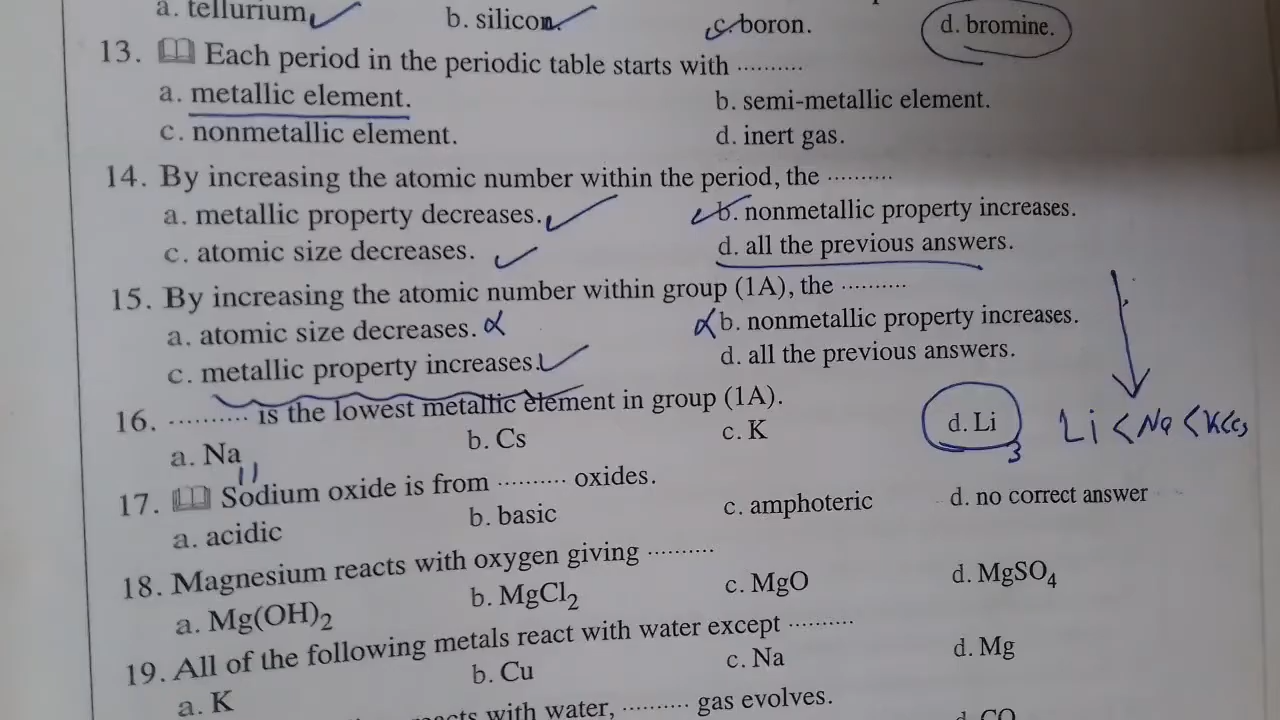 a. tellurium. b. silicon. c. boron. d. bromine.
13. Each period in the periodic table starts with ··········
a. metallic element. b. semi-metallic element.
c. nonmetallic element. d. inert gas.
14. By increasing the atomic number within the period, the ··········
a. metallic property decreases. b. nonmetallic property increases.
c. atomic size decreases. d. all the previous answers.
15. By increasing the atomic number within group (1A), the ··········
a. atomic size decreases. b. nonmetallic property increases.
c. metallic property increases. d. all the previous answers.
16. ·········· is the lowest metallic element in group (1A).
a. Na b. Cs c. K d. Li
11 3 Li < Na < K < Cs
17. Sodium oxide is from ·········· oxides.
a. acidic b. basic c. amphoteric d. no correct answer
18. Magnesium reacts with oxygen giving ··········
a. Mg(OH)₂ b. MgCl₂ c. MgO d. MgSO₄
19. All of the following metals react with water except ··········
a. K b. Cu c. Na d. Mg
with water, ·········· gas evolves.